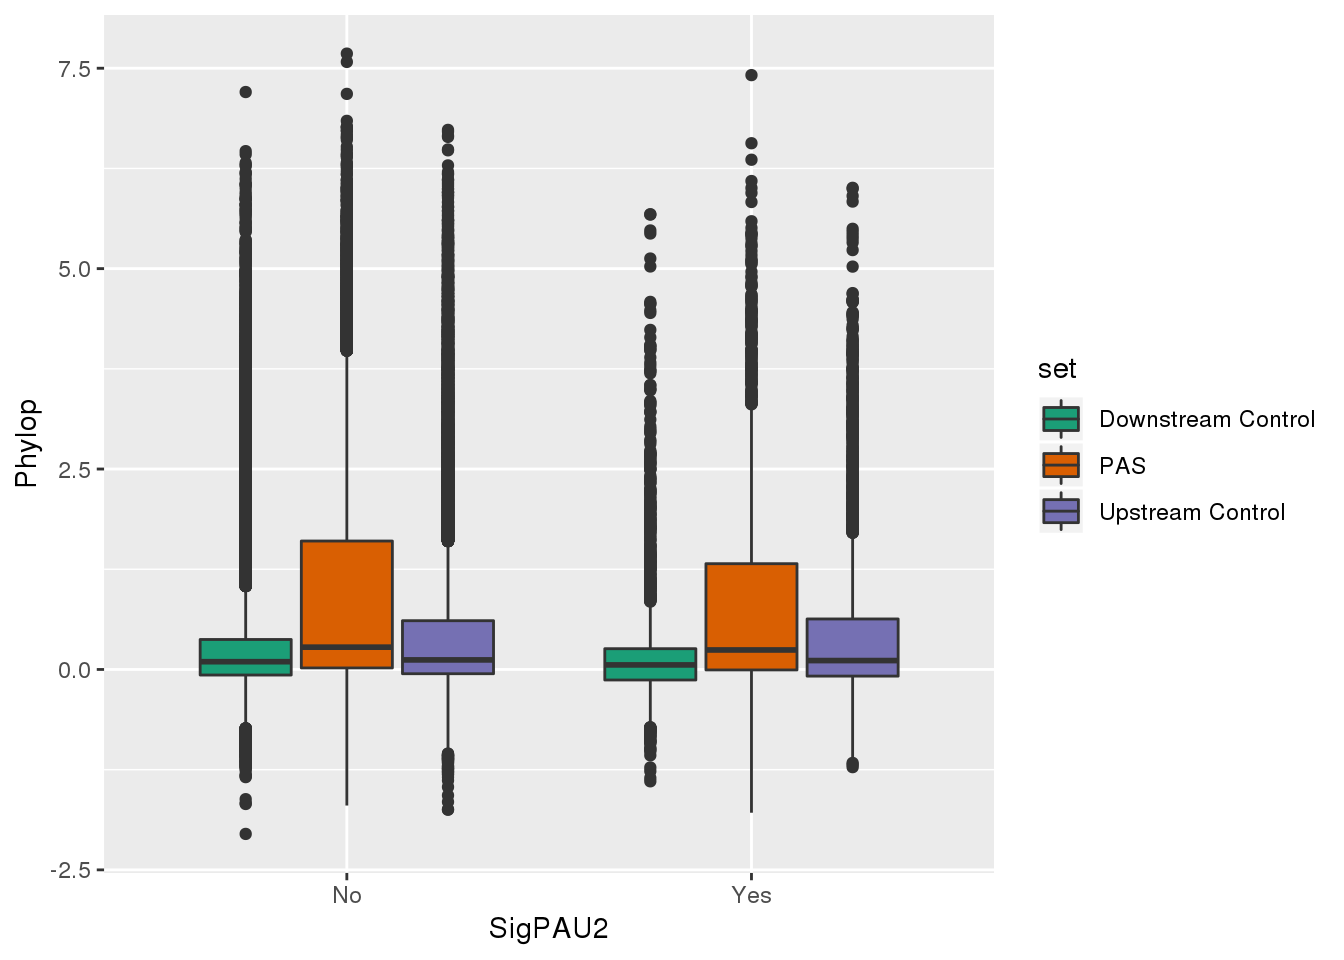 Phylop
7.5
5.0
2.5
0.0
-2.5
No
Yes
SigPAU2
set
Downstream Control
PAS
Upstream Control